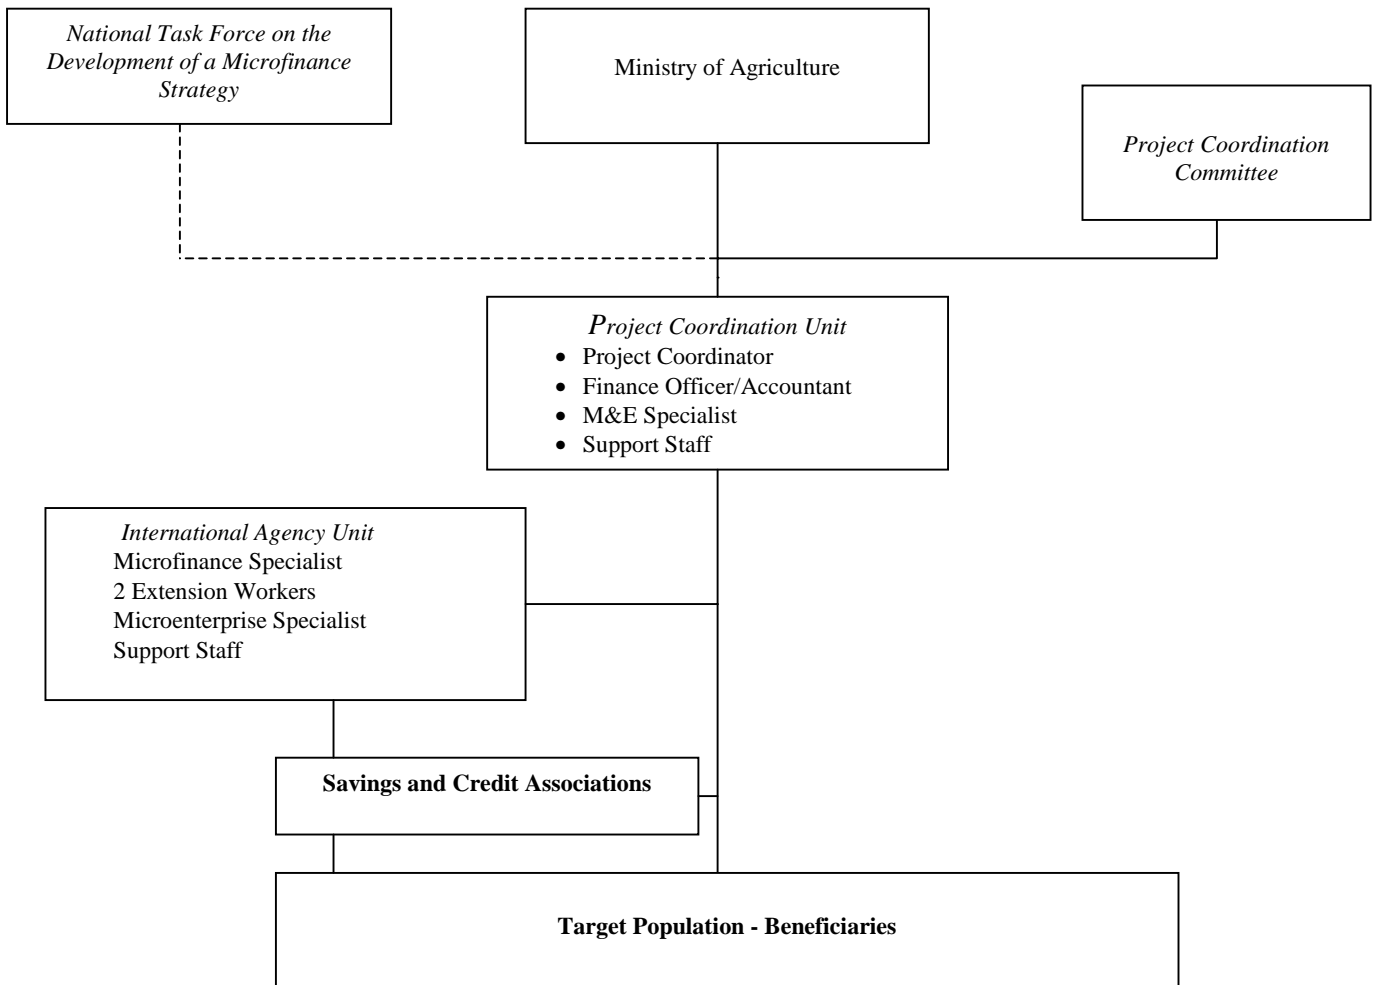 National Task Force on the
Development of a Microfinance
Strategy
Ministry of Agriculture
Project Coordination
Committee
Project Coordination Unit
• Project Coordinator
• Finance Officer/Accountant
• M&E Specialist
• Support Staff
International Agency Unit
Microfinance Specialist
2 Extension Workers
Microenterprise Specialist
Support Staff
Savings and Credit Associations
Target Population - Beneficiaries